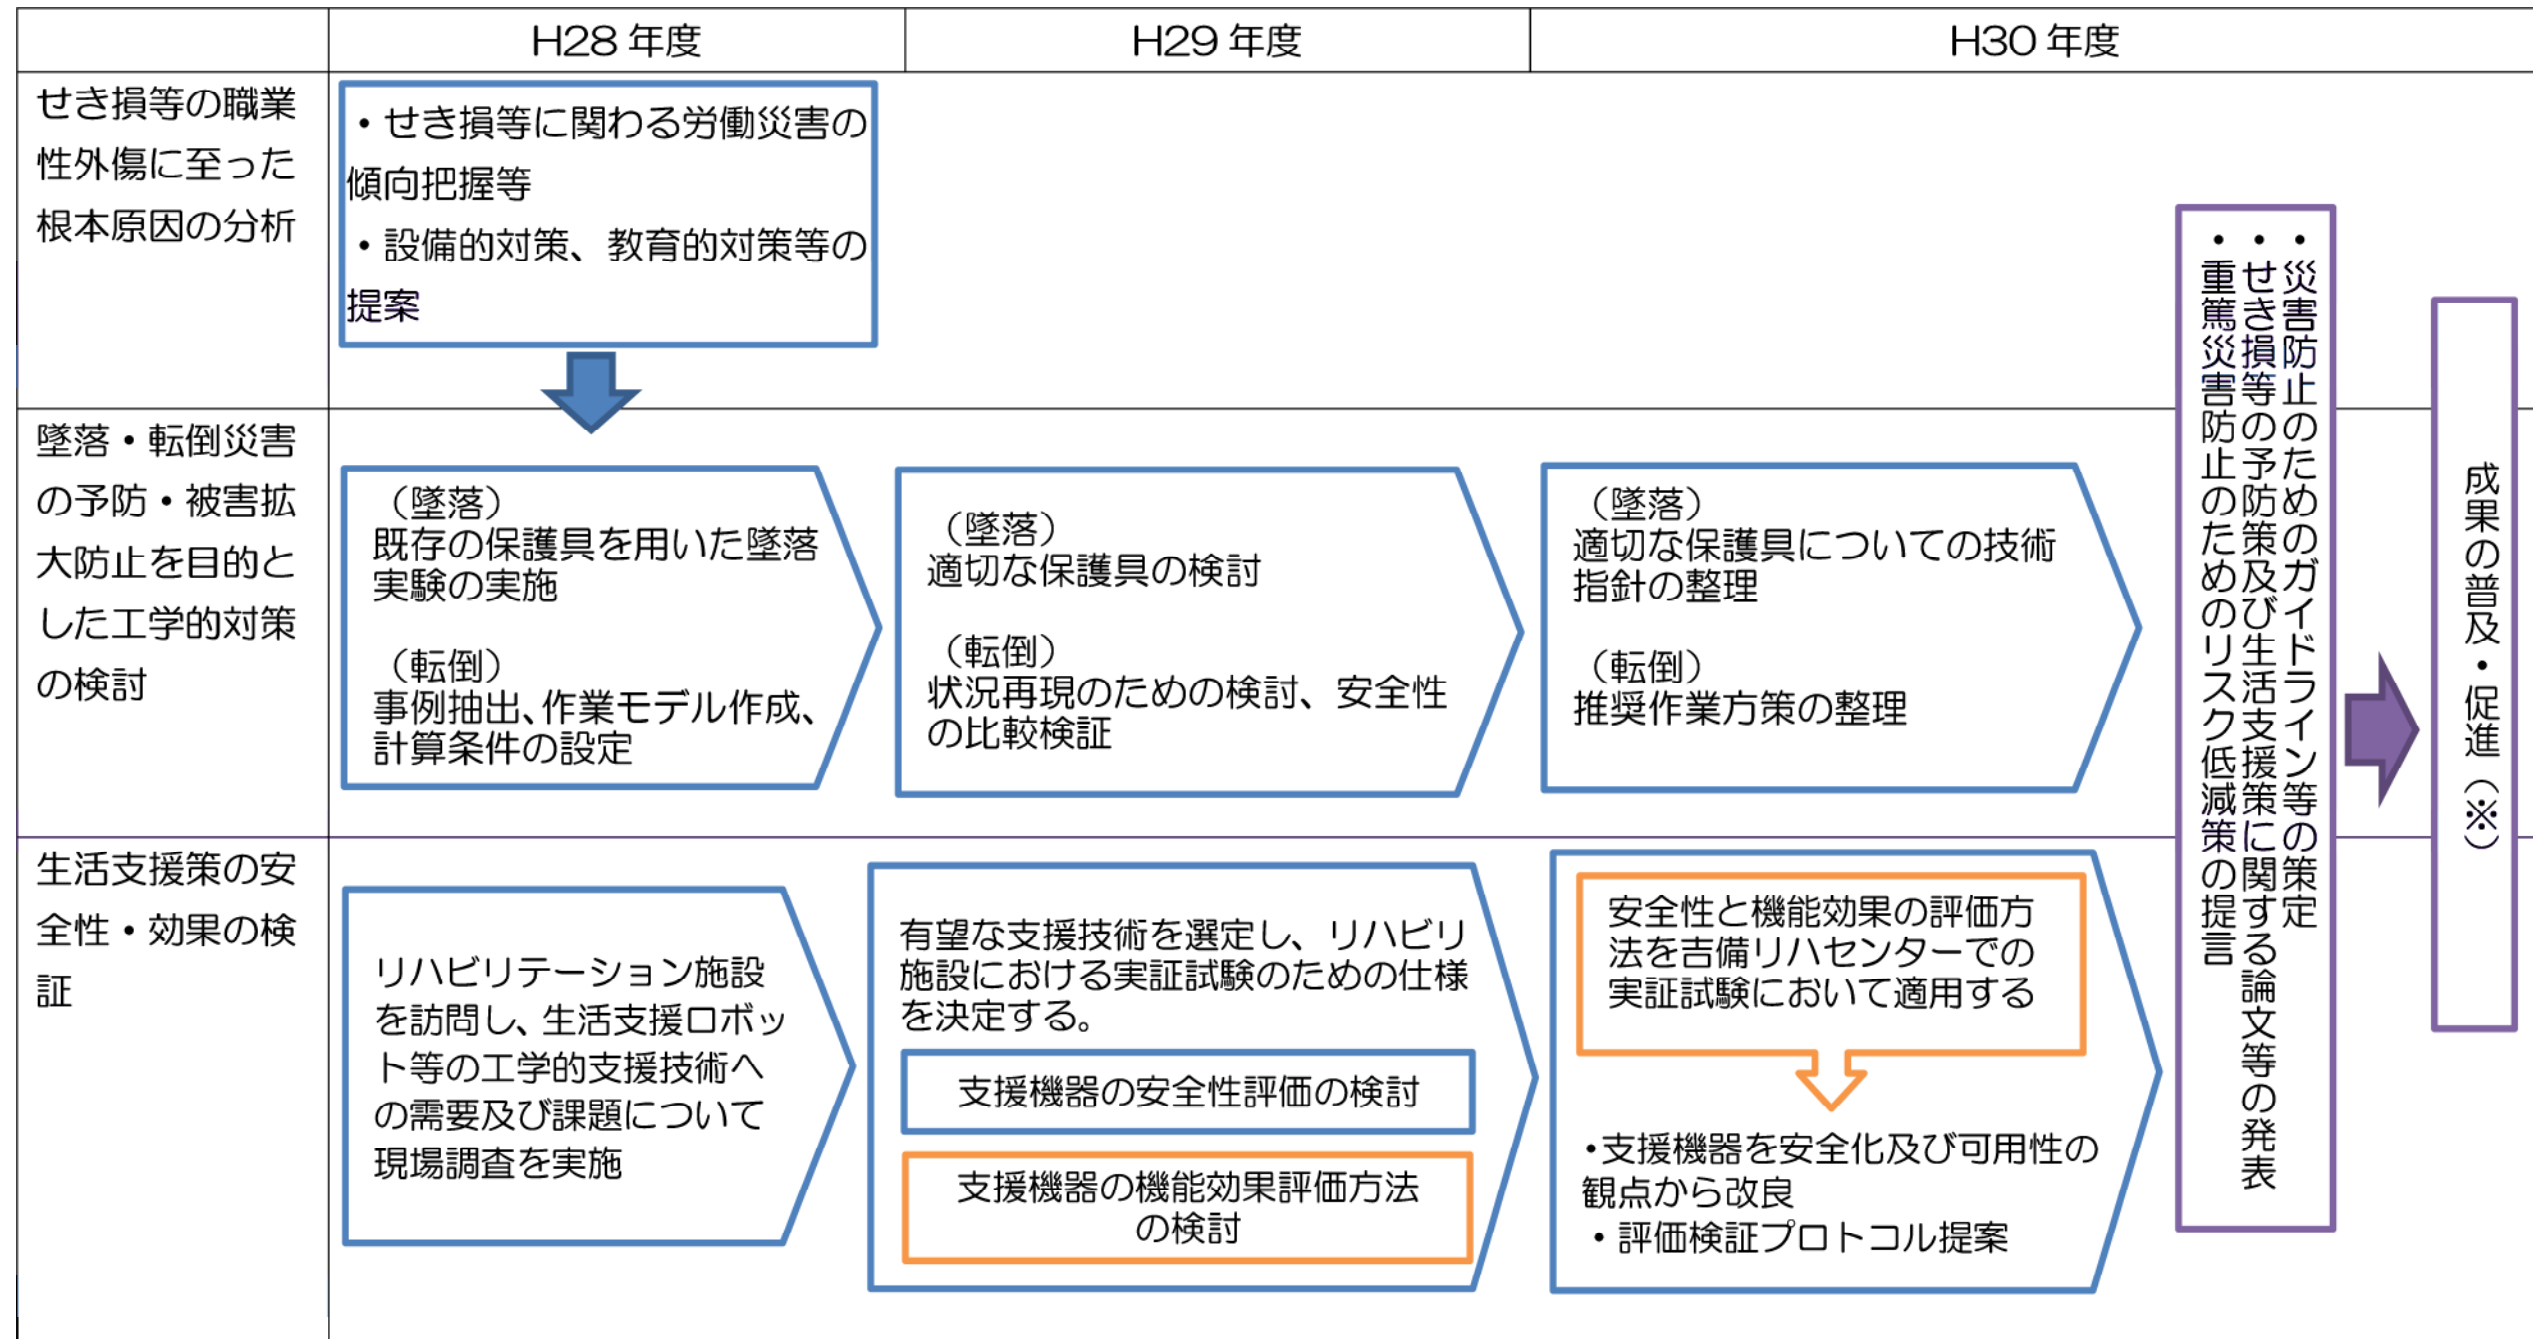 H28 年度
H29 年度
H30 年度
せき損等の職業
性外傷に至った
根本原因の分析
・せき損等に関わる労働災害の
傾向把握等
・設備的対策、教育的対策等の
提案
墜落・転倒災害
の予防・被害拡
大防止を目的と
した工学的対策
の検討
（墜落）
既存の保護具を用いた墜落
実験の実施
（転倒）
事例抽出、作業モデル作成、
計算条件の設定
（墜落）
適切な保護具の検討
（転倒）
状況再現のための検討、安全性
の比較検証
（墜落）
適切な保護具についての技術
指針の整理
（転倒）
推奨作業方策の整理
生活支援策の安
全性・効果の検
証
リハビリテーション施設
を訪問し、生活支援ロボッ
ト等の工学的支援技術へ
の需要及び課題について
現場調査を実施
有望な支援技術を選定し、リハビリ
施設における実証試験のための仕様
を決定する。
支援機器の安全性評価の検討
支援機器の機能効果評価方法
の検討
安全性と機能効果の評価方
法を吉備リハセンターでの
実証試験において適用する
・支援機器を安全化及び可用性の
観点から改良
・評価検証プロトコル提案
・災害防止のためのガイドライン等の策定
・せき損等の予防策及び生活支援策に関する論文等の発表
・重篤災害防止のためのリスク低減策の提言
成果の普及・促進（※）